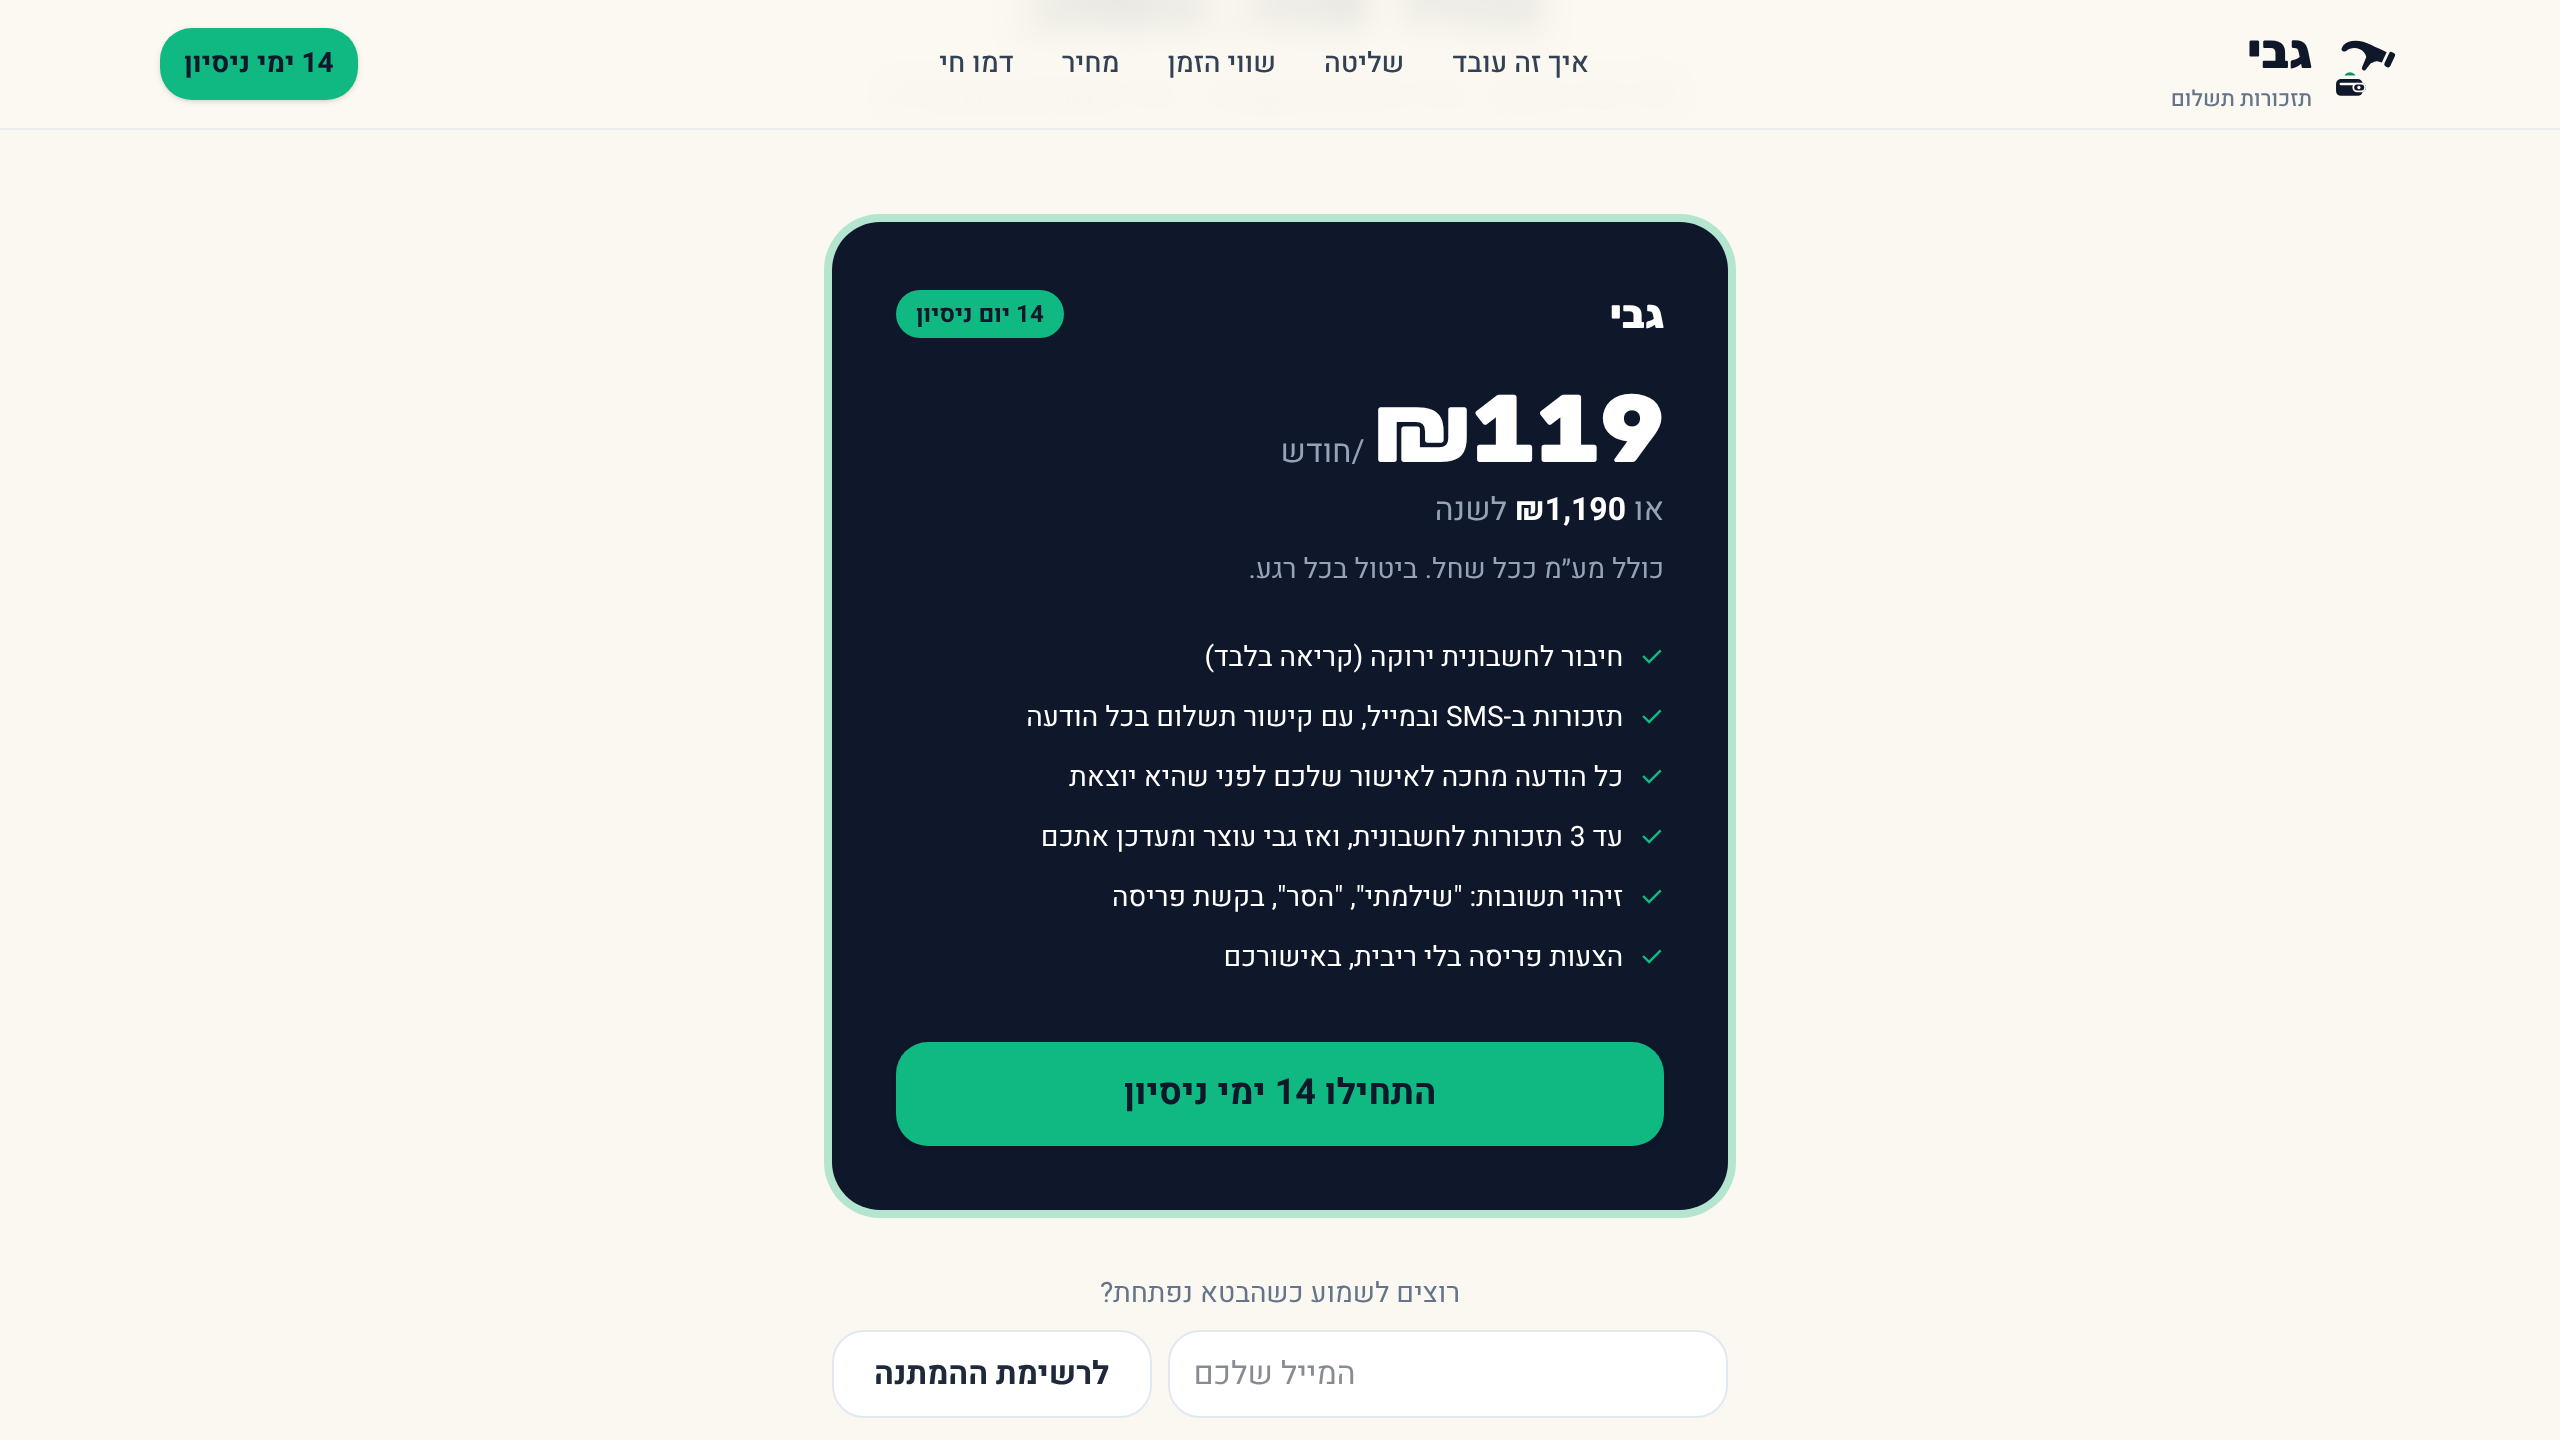 גבי
תזכורות תשלום
איך זה עובד
שליטה
שווי הזמן
מחיר
דמו חי
14 ימי ניסיון
גבי
14 יום ניסיון
₪119 /חודש
או ₪1,190 לשנה
כולל מע״מ ככל שחל. ביטול בכל רגע.
חיבור לחשבונית ירוקה (קריאה בלבד)
תזכורות ב-SMS ובמייל, עם קישור תשלום בכל הודעה
כל הודעה מחכה לאישור שלכם לפני שהיא יוצאת
עד 3 תזכורות לחשבונית, ואז גבי עוצר ומעדכן אתכם
זיהוי תשובות: "שילמתי", "הסר", בקשת פריסה
הצעות פריסה בלי ריבית, באישורכם
התחילו 14 ימי ניסיון
רוצים לשמוע כשהבטא נפתחת?
המייל שלכם
לרשימת ההמתנה